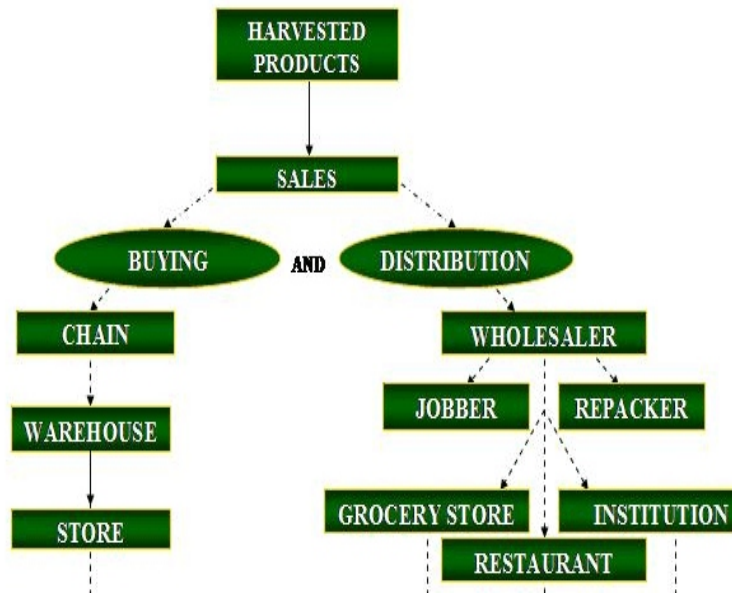 HARVESTED
PRODUCTS
SALES
BUYING
AND
DISTRIBUTION
CHAIN
WHOLESALER
JOBBER
REPACKER
WAREHOUSE
GROCERY STORE
INSTITUTION
STORE
RESTAURANT